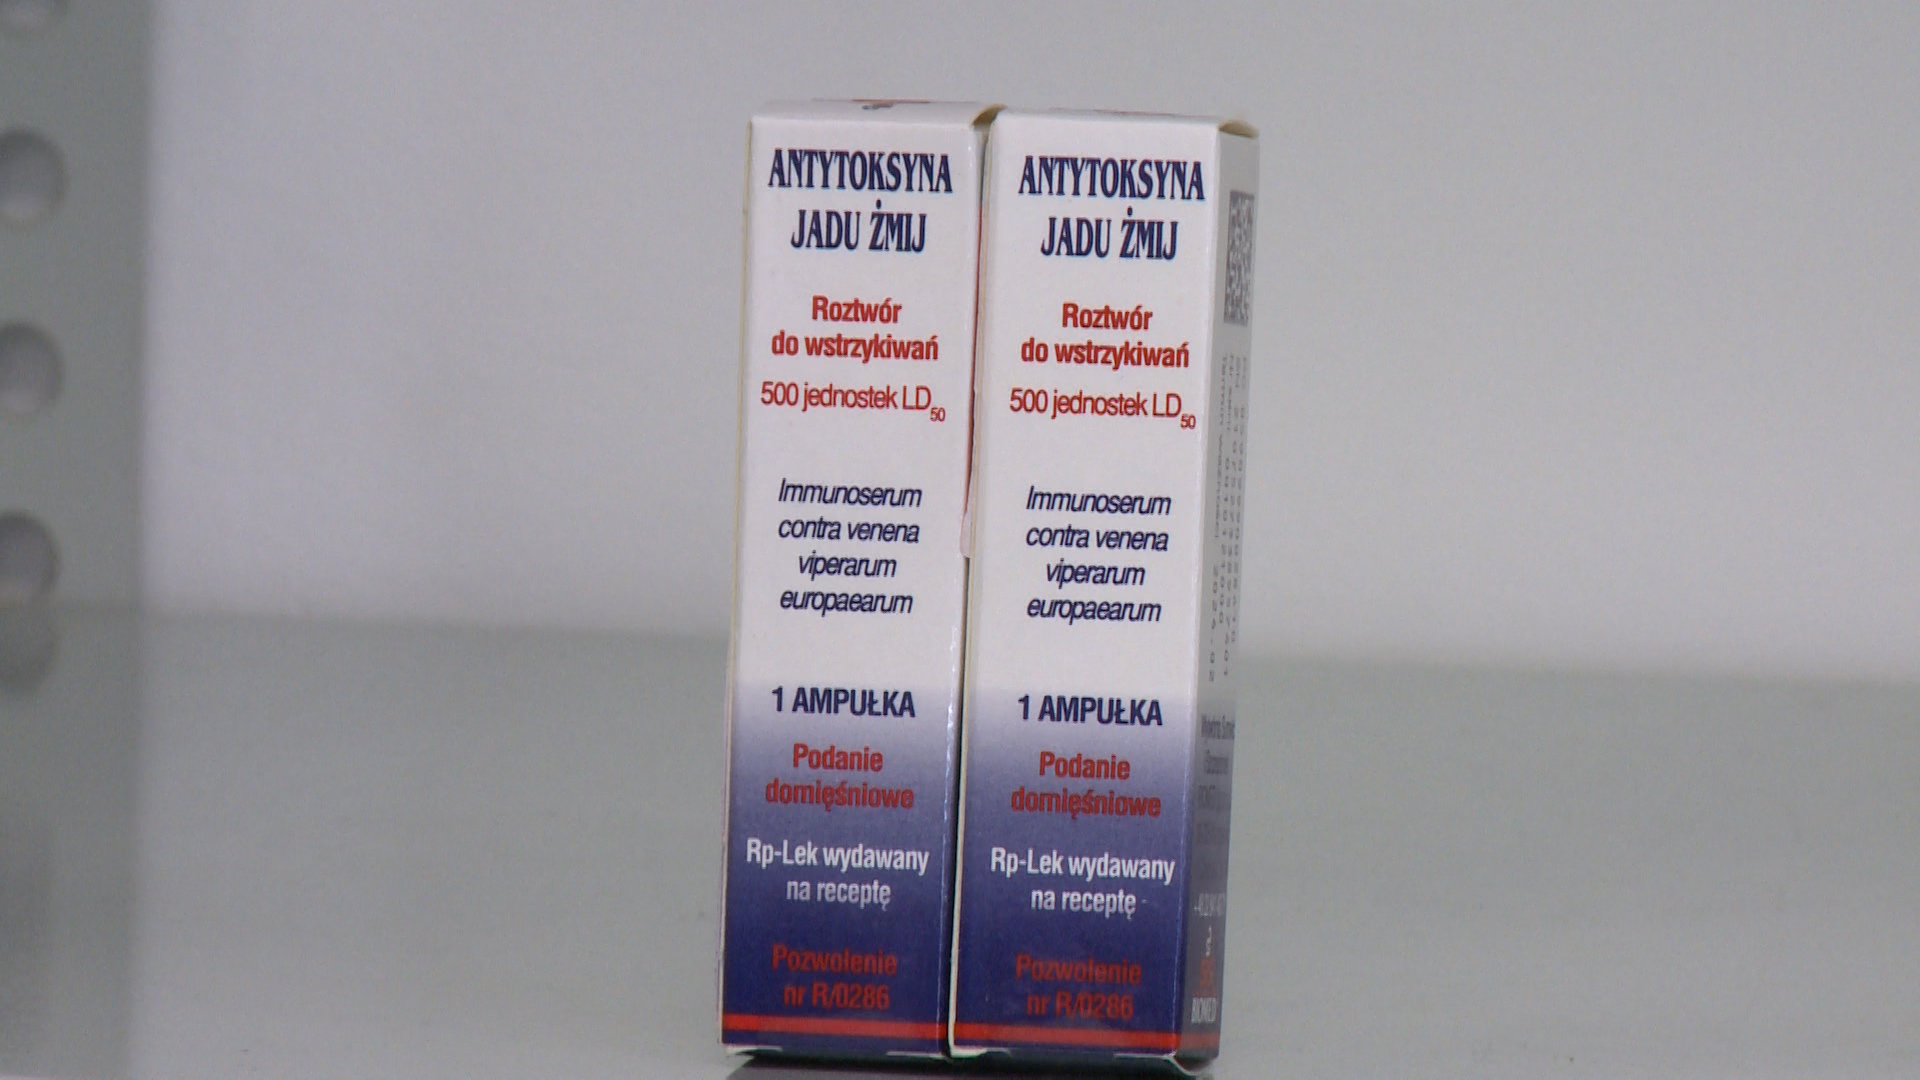 ANTYTOKSYNA
JADU ŻMIJ
Roztwór
do wstrzykiwań
500 jednostek LD50
Immunoserum
contra venena
viperarum
europaearum
1 AMPUŁKA
Podanie
domięśniowe
Rp-Lek wydawany
na receptę
Pozwolenie
nr R/0286
ANTYTOKSYNA
JADU ŻMIJ
Roztwór
do wstrzykiwań
500 jednostek LD50
Immunoserum
contra venena
viperarum
europaearum
1 AMPUŁKA
Podanie
domięśniowe
Rp-Lek wydawany
na receptę
Pozwolenie
nr R/0286
BIOMED